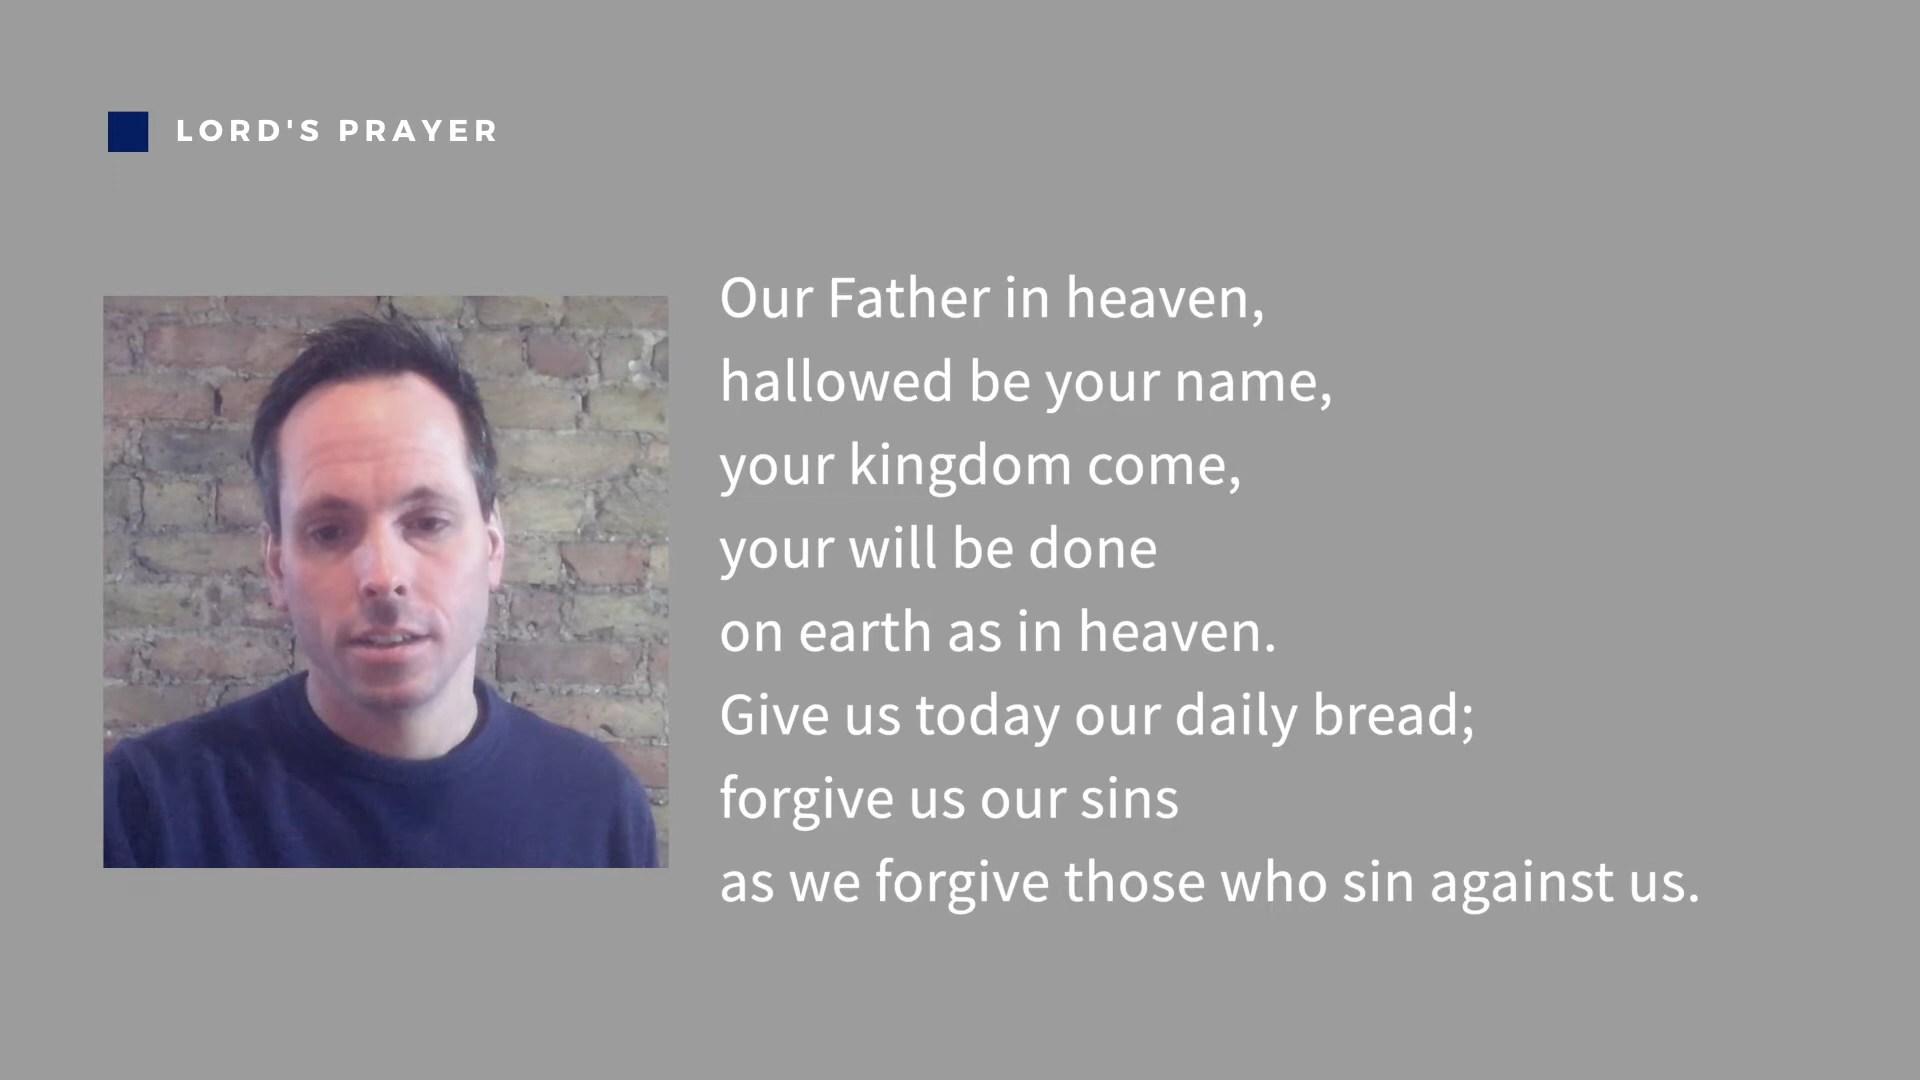 LORD'S PRAYER
Our Father in heaven,
hallowed be your name,
your kingdom come,
your will be done
on earth as in heaven.
Give us today our daily bread;
forgive us our sins
as we forgive those who sin against us.